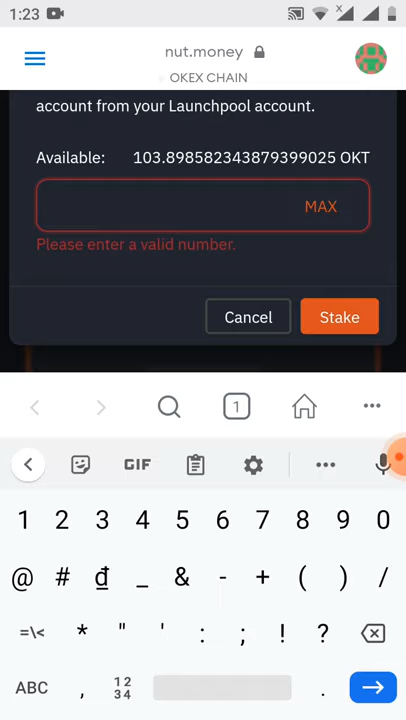 1:23
nut.money
OKEX CHAIN
account from your Launchpool account.
Available: 103.898582343879399025 OKT
MAX
Please enter a valid number.
Cancel Stake
1
GIF
1 2 3 4 5 6 7 8 9 0
@ # ₫ _ & - + ( ) /
=\< * " ' : ; ! ?
ABC , 12 34 .